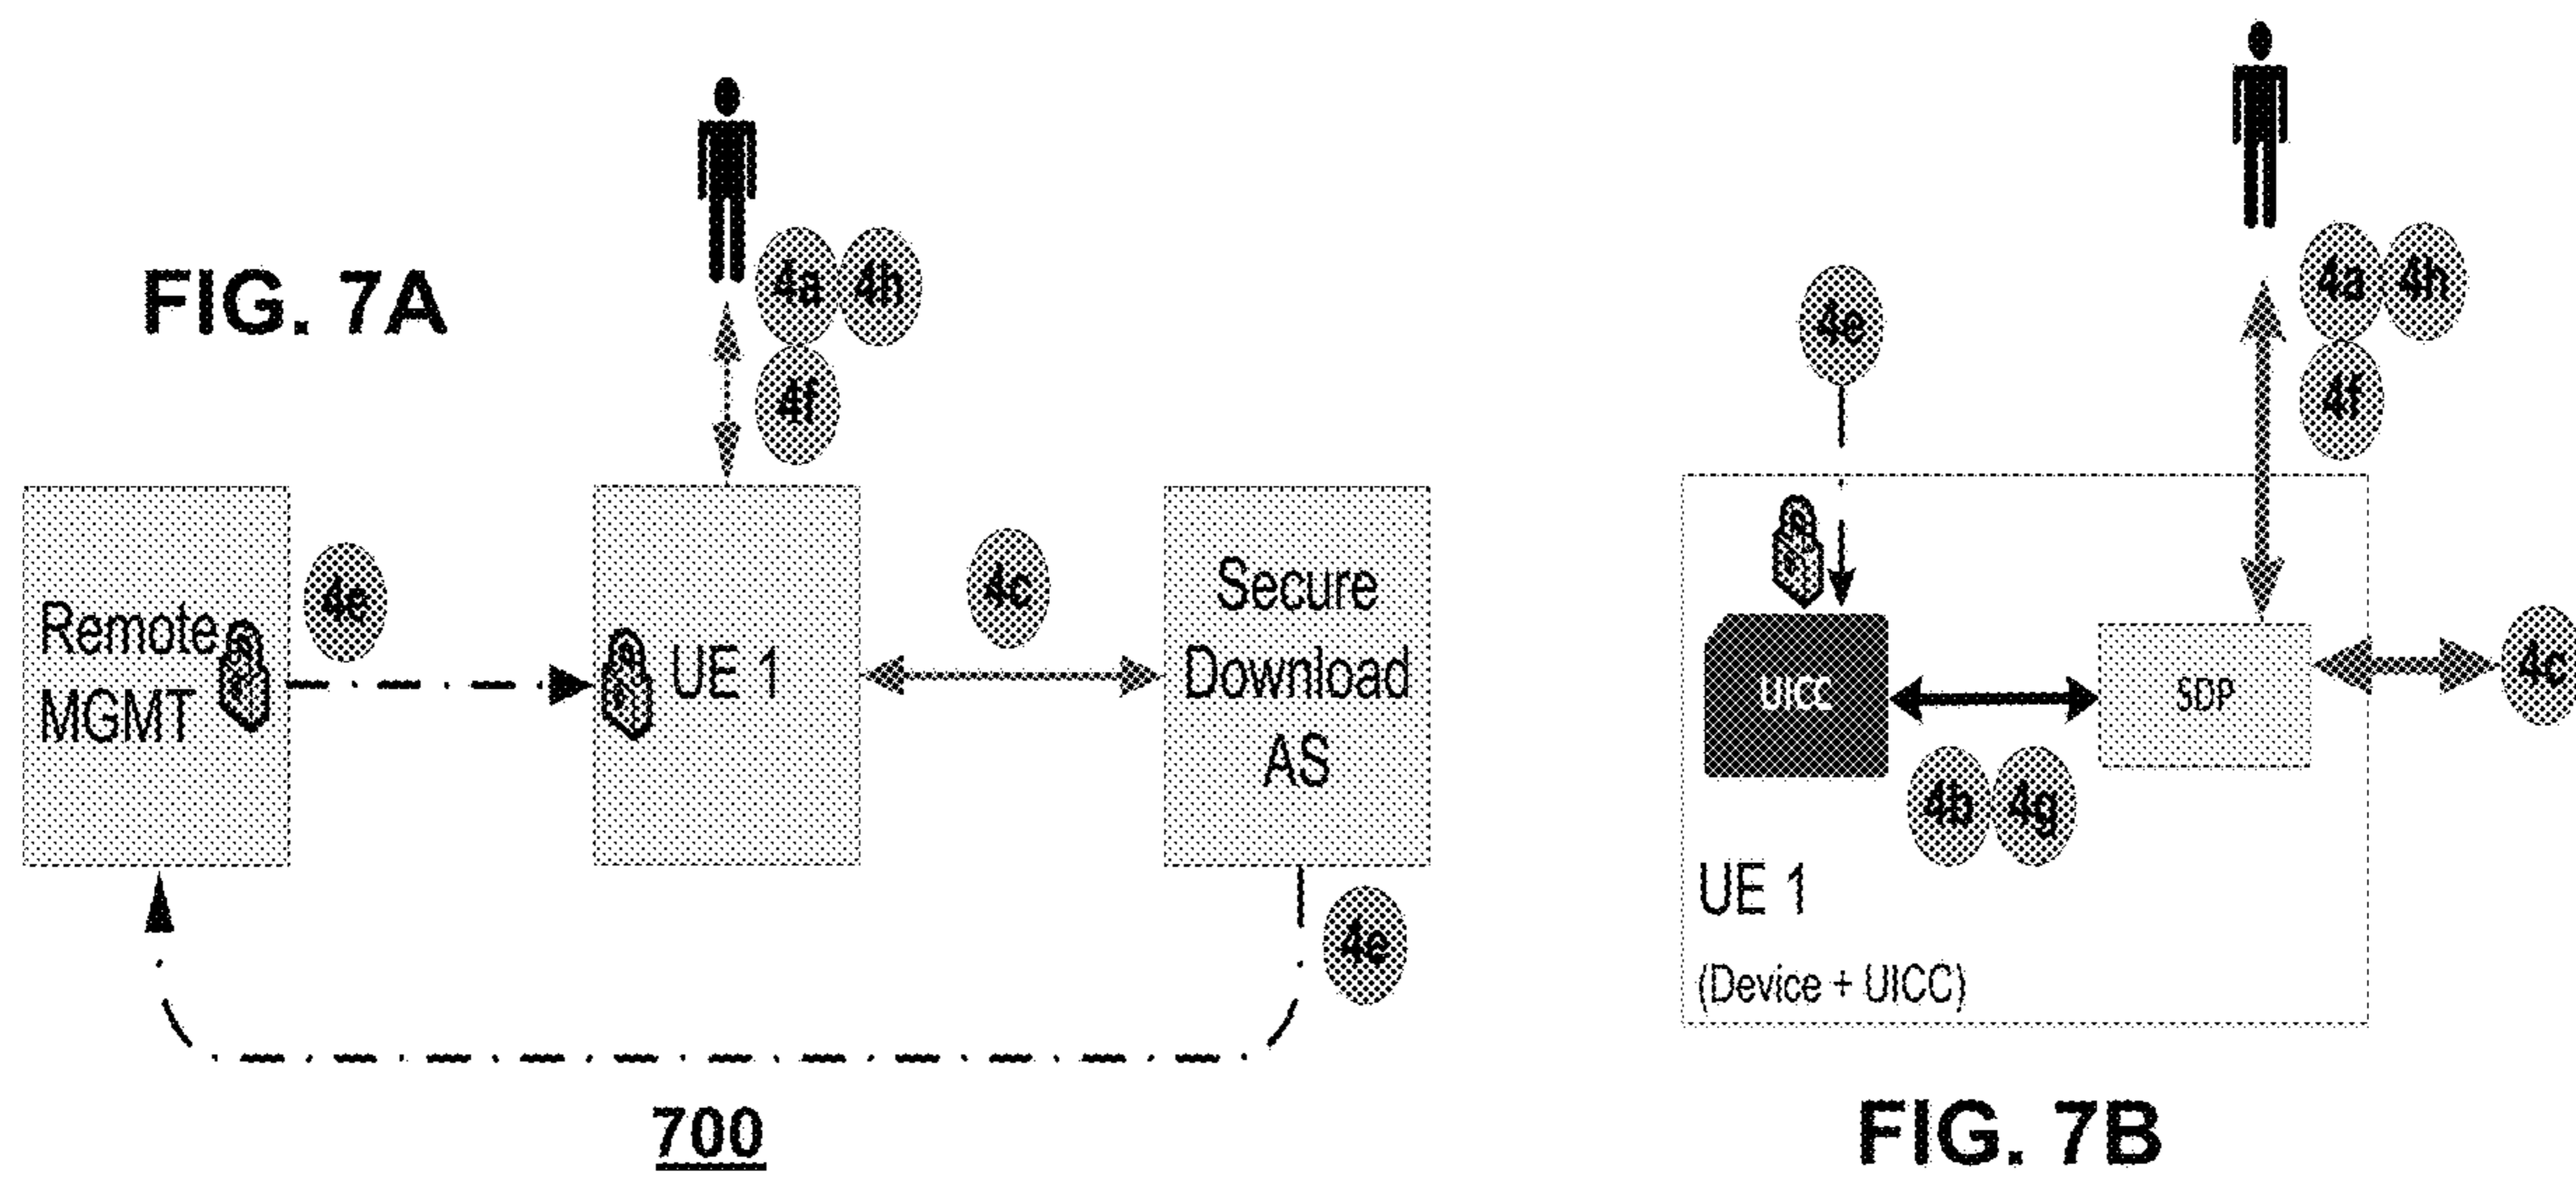 FIG. 7A
4a 4h
4f
Remote
MGMT
4e
UE 1
4c
Secure
Download
AS
4e
700
4e
4a 4h
4f
UICC
SDP
4c
4b 4g
UE 1
(Device + UICC)
FIG. 7B